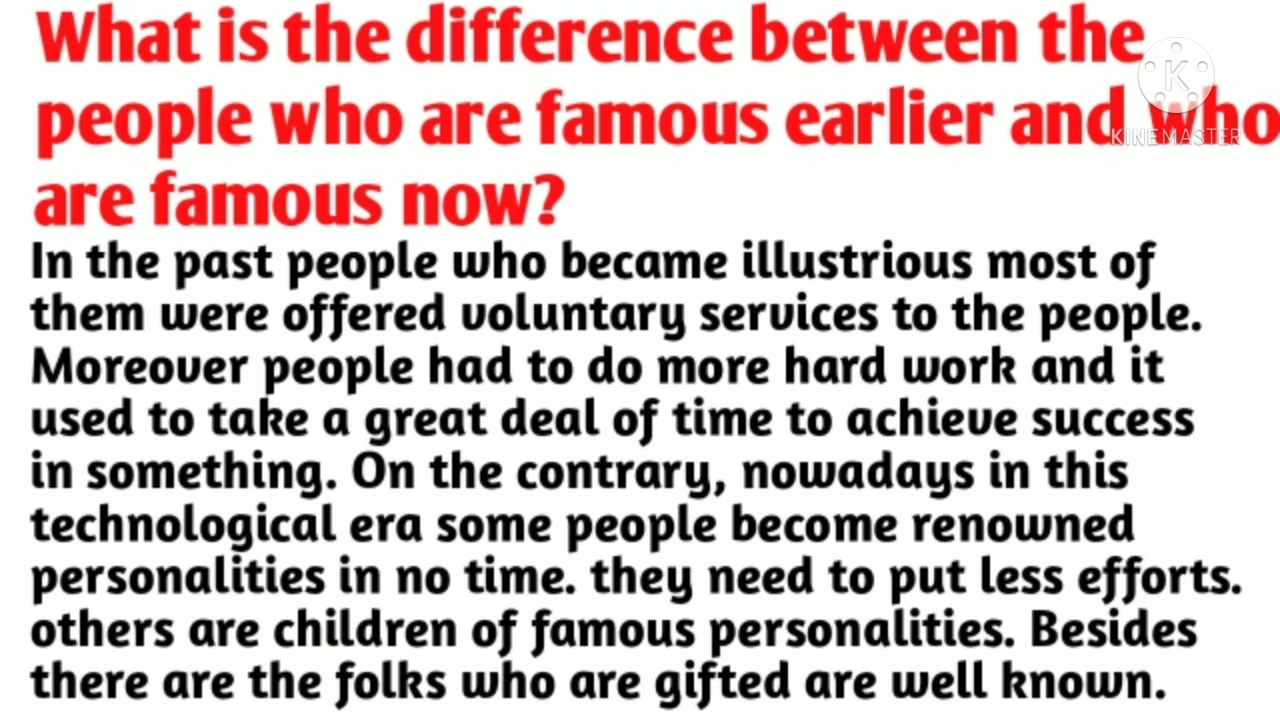 What is the difference between the
people who are famous earlier and who
are famous now?
K
KINEMASTER
In the past people who became illustrious most of
them were offered voluntary services to the people.
Moreover people had to do more hard work and it
used to take a great deal of time to achieve success
in something. On the contrary, nowadays in this
technological era some people become renowned
personalities in no time. they need to put less efforts.
others are children of famous personalities. Besides
there are the folks who are gifted are well known.